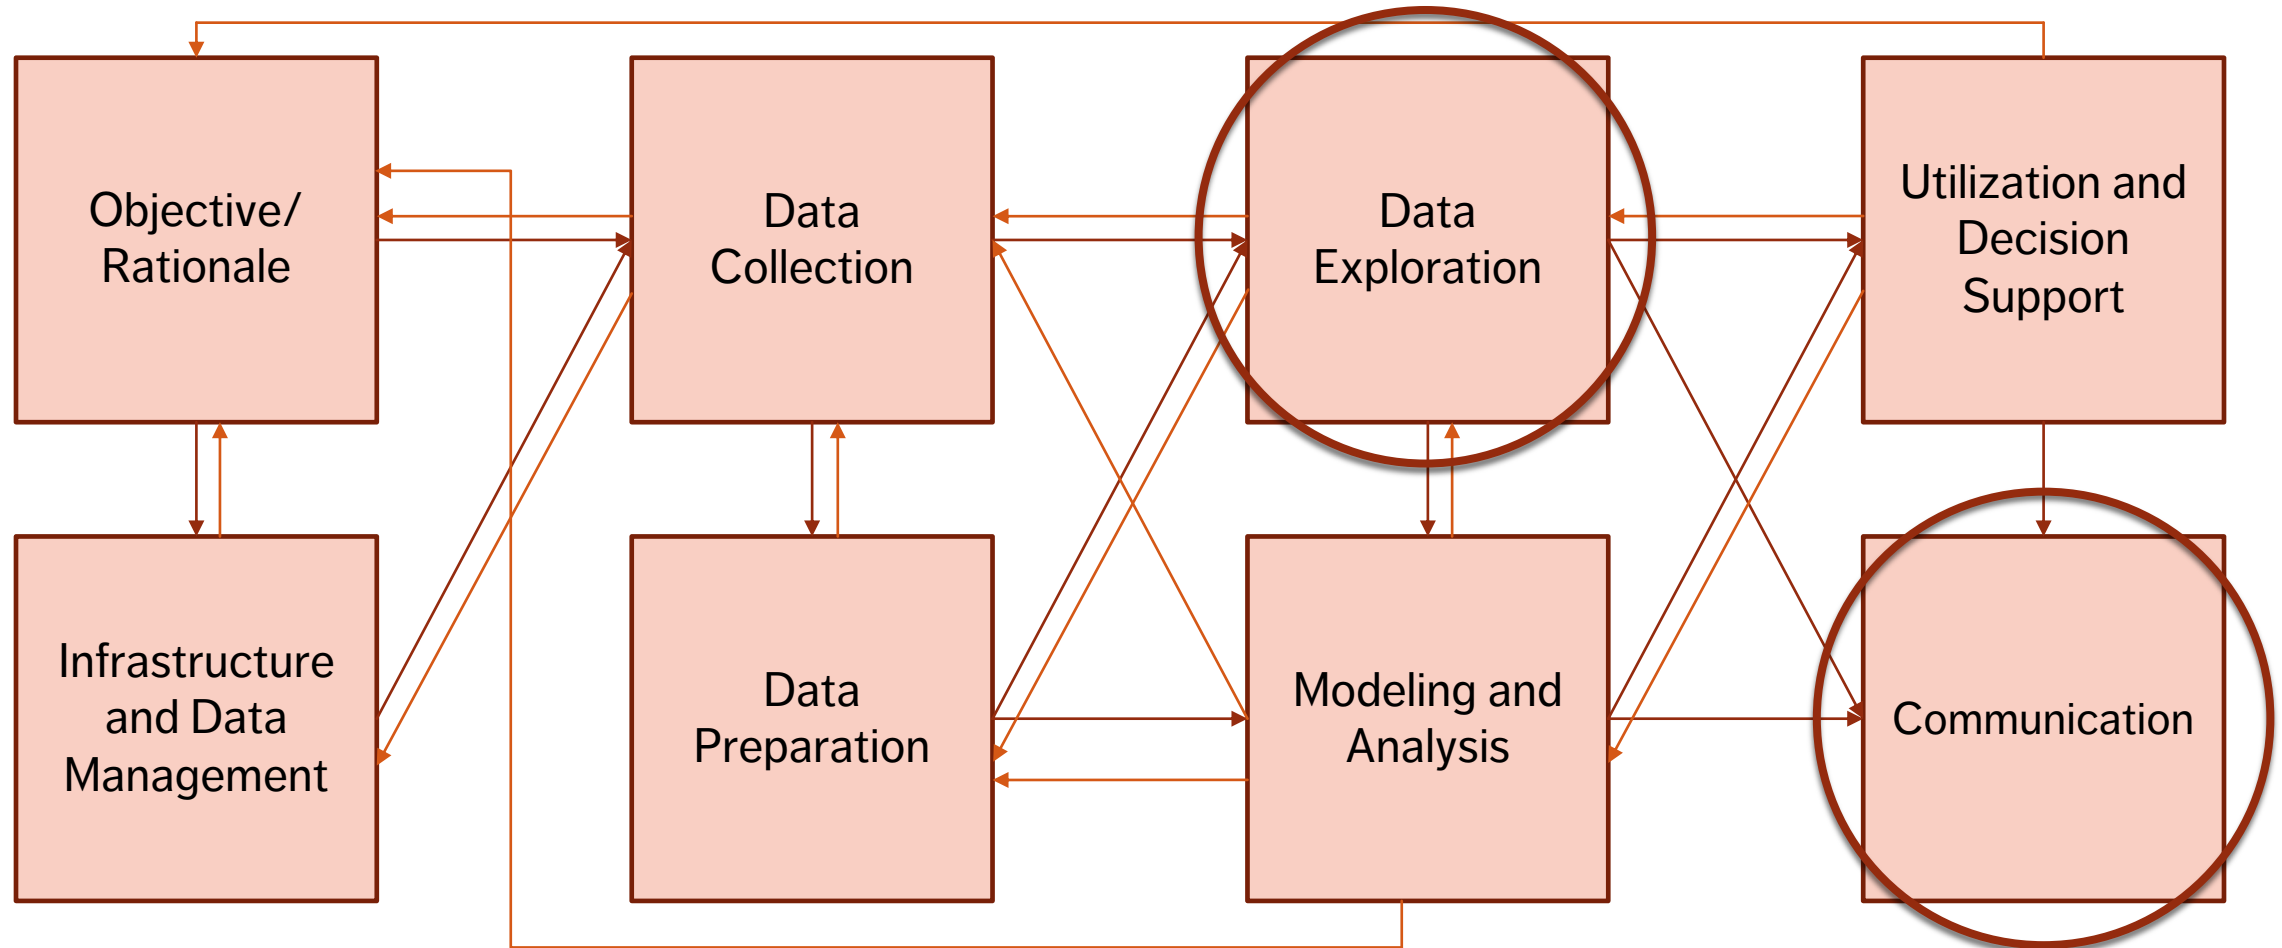 Objective/
Rationale
Data
Collection
Data
Exploration
Utilization and
Decision
Support
Infrastructure
and Data
Management
Data
Preparation
Modeling and
Analysis
Communication